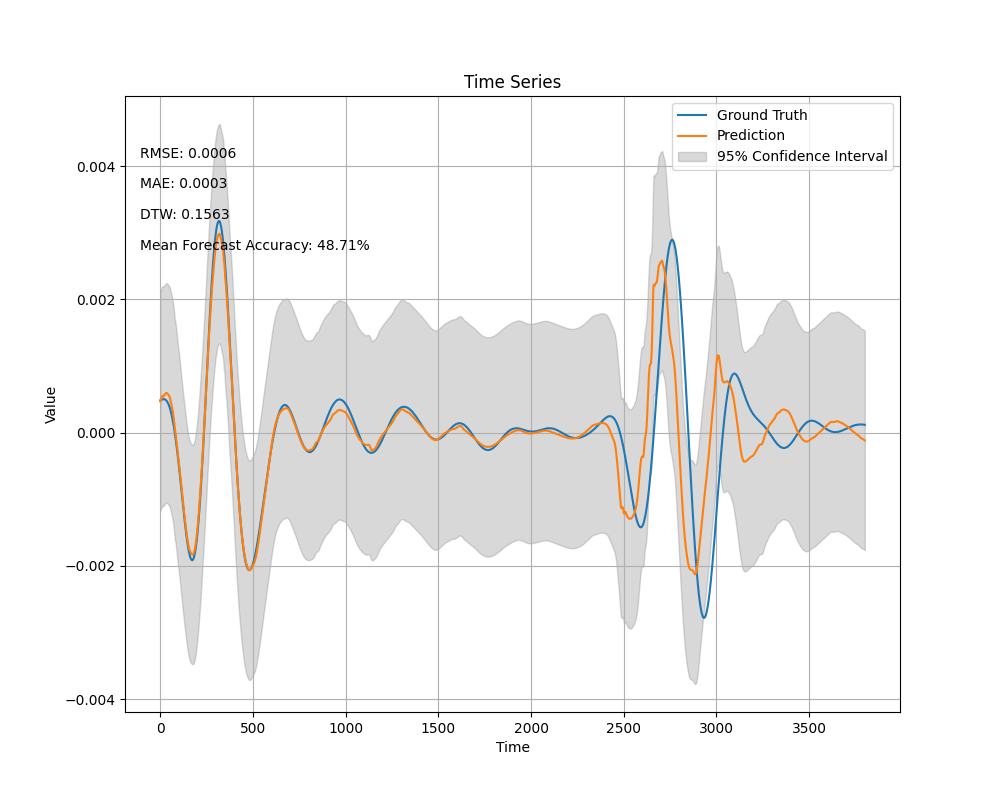 Time Series
Ground Truth
Prediction
95% Confidence Interval
RMSE: 0.0006
MAE: 0.0003
DTW: 0.1563
Mean Forecast Accuracy: 48.71%
0.004
0.002
0.000
−0.002
−0.004
Value
0 500 1000 1500 2000 2500 3000 3500
Time